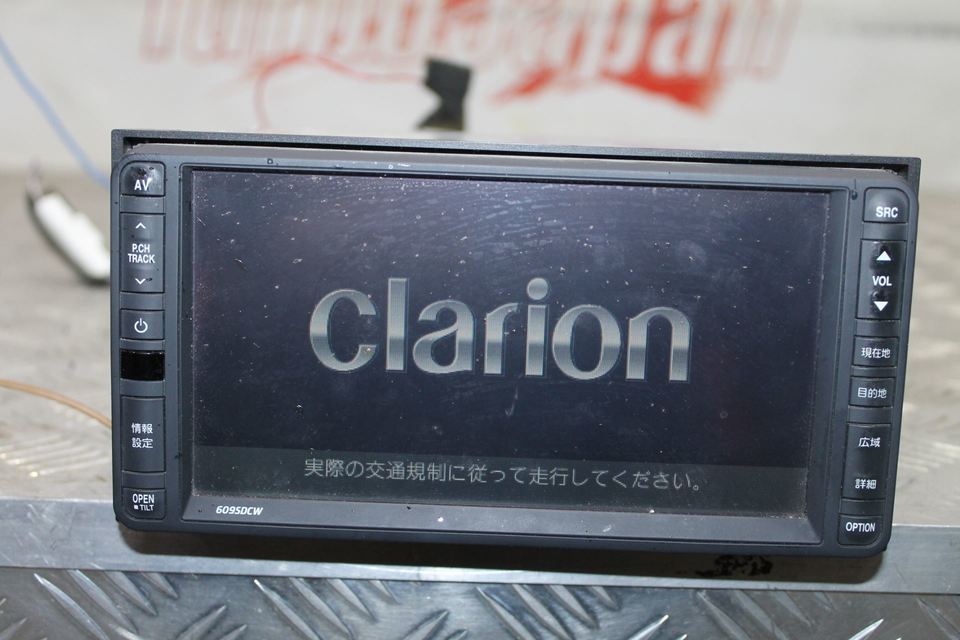 AV
P.CH
TRACK
情報
設定
OPEN
■ TILT
clarion
実際の交通規制に従って走行してください。
6095DCW
SRC
VOL
現在地
目的地
広域
詳細
OPTION